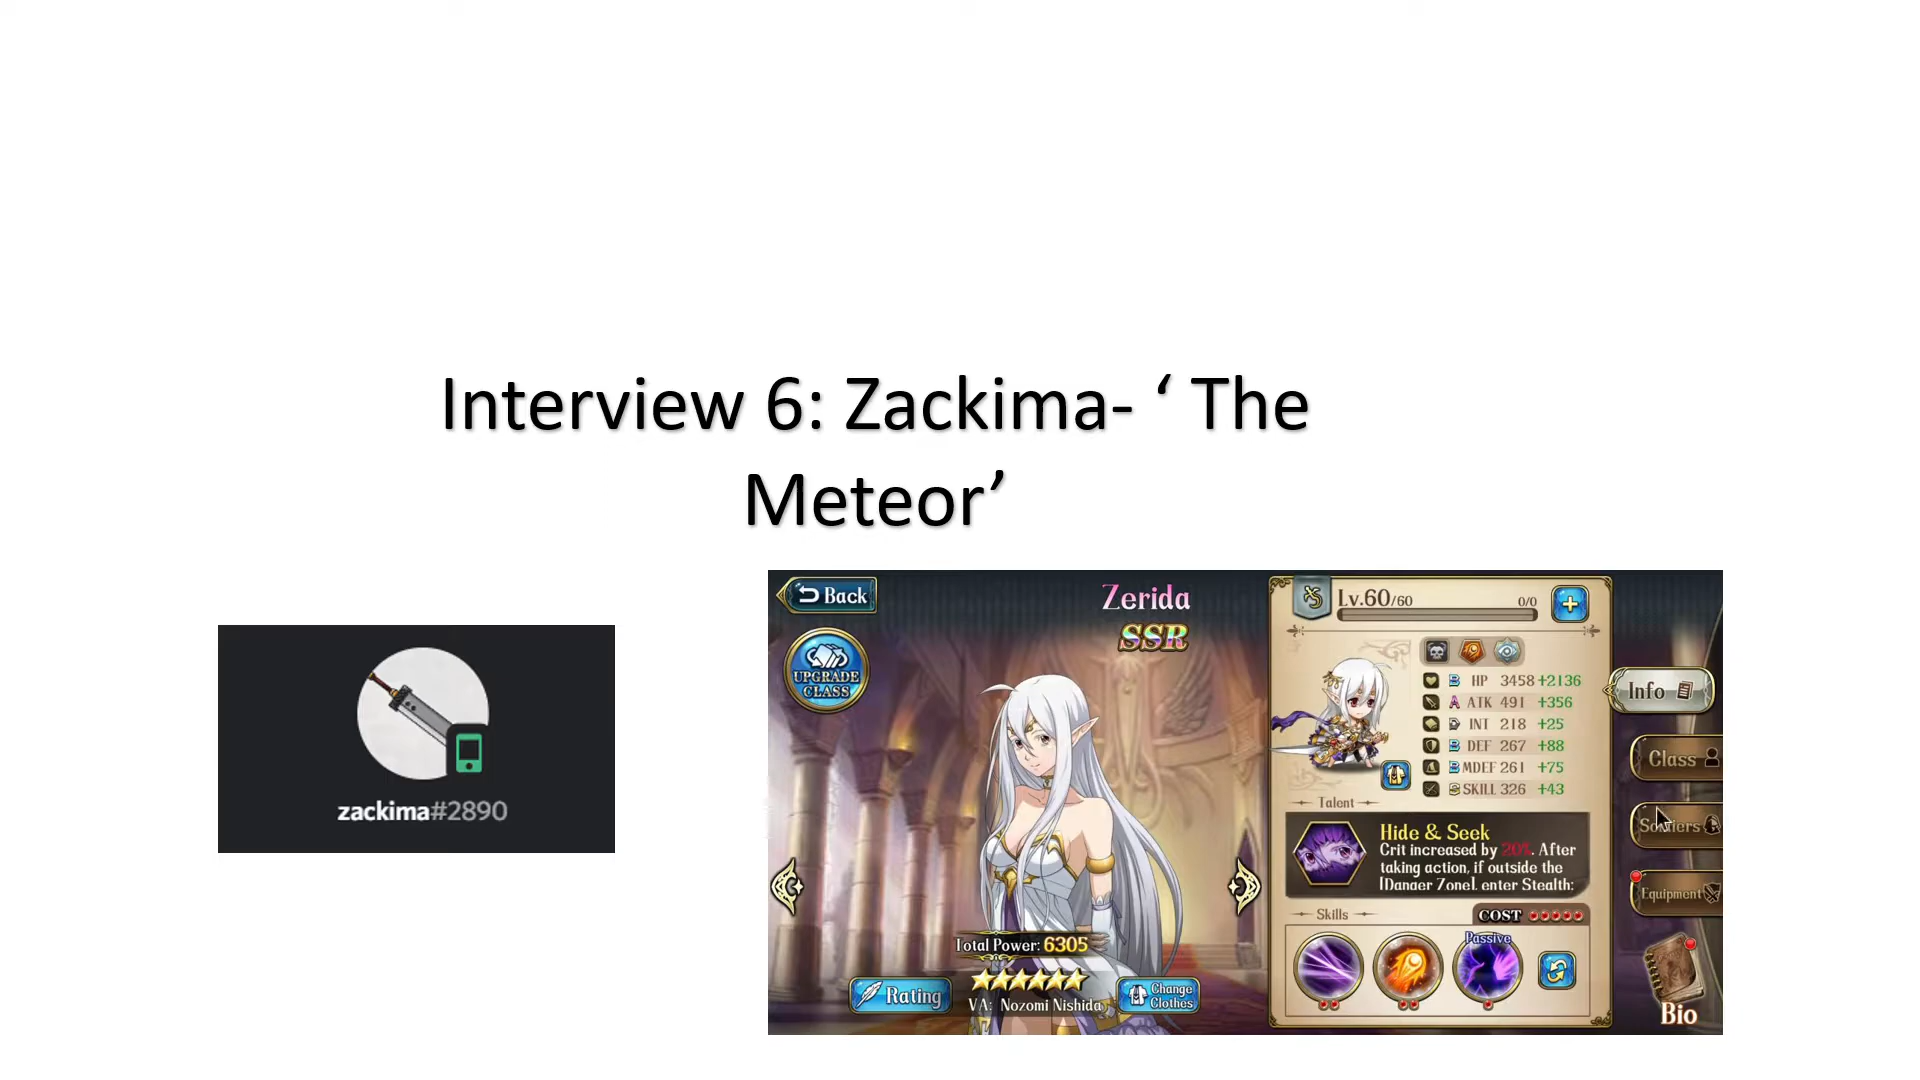 Interview 6: Zackima- ‘ The
Meteor’
zackima#2890
Back
Zerida
SSR
UPGRADE
CLASS
Total Power: 6305
Rating
VA: Nozomi Nishida
Change
Clothes
Lv.60/60
0/0
B HP 3458 +2136
A ATK 491 +356
D INT 218 +25
B DEF 267 +88
B MDEF 261 +75
S SKILL 326 +43
Talent
Hide & Seek
Crit increased by 20%. After
taking action, if outside the
[Danger Zone], enter Stealth:
Skills
COST
Passive
Info
Class
Soldiers
Equipment
Bio